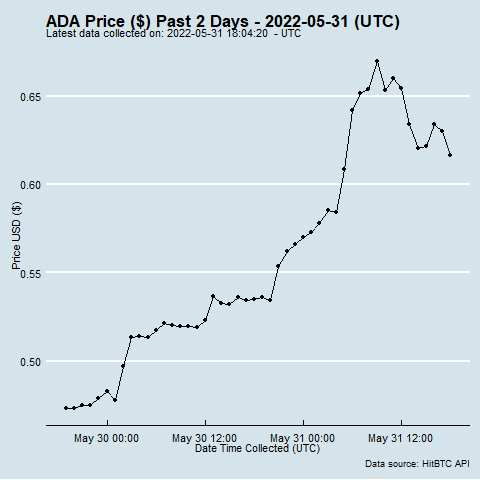 ADA Price ($) Past 2 Days - 2022-05-31 (UTC)
Latest data collected on: 2022-05-31 18:04:20 - UTC
Price USD ($)
0.65
0.60
0.55
0.50
May 30 00:00 May 30 12:00 May 31 00:00 May 31 12:00
Date Time Collected (UTC)
Data source: HitBTC API